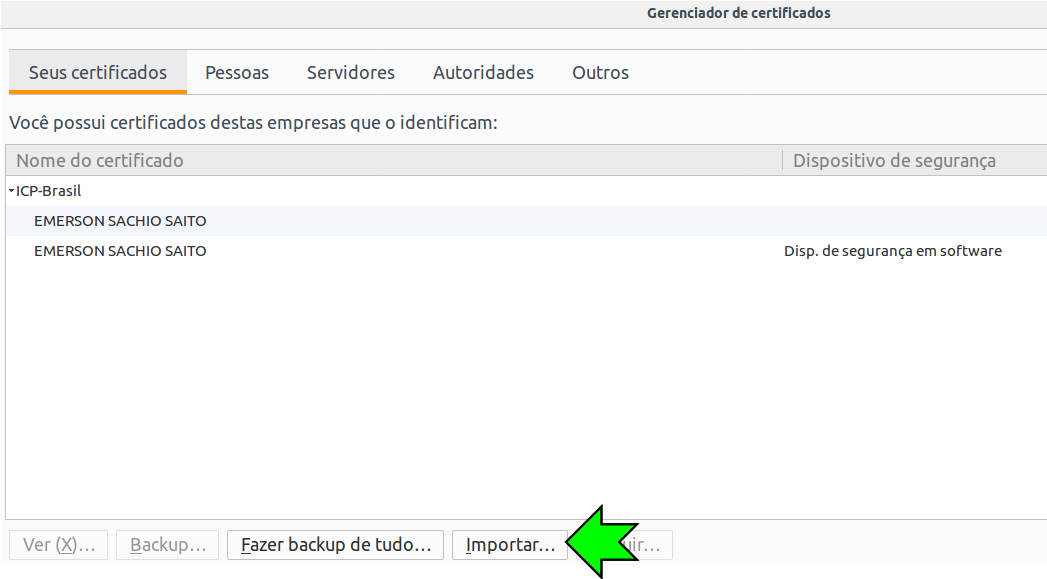 Gerenciador de certificados
Seus certificados Pessoas Servidores Autoridades Outros
Você possui certificados destas empresas que o identificam:
Nome do certificado Dispositivo de segurança
ICP-Brasil
EMERSON SACHIO SAITO
EMERSON SACHIO SAITO Disp. de segurança em software
Ver (X)... Backup... Fazer backup de tudo... Importar...